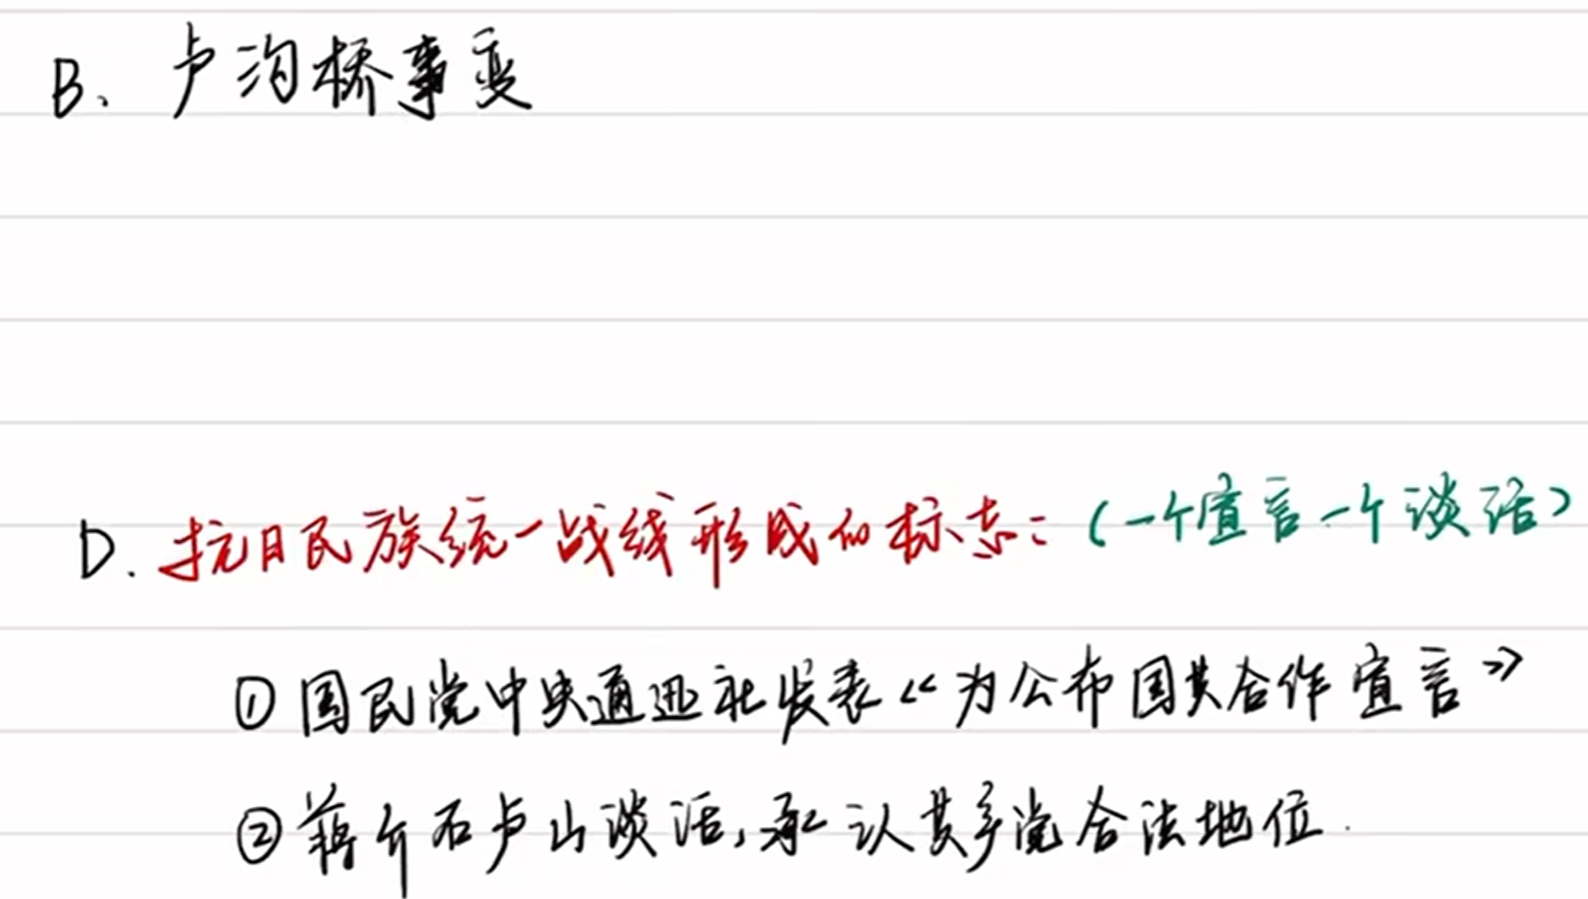 B、卢沟桥事变
D.抗日民族统一战线形成的标志：（一个宣言一个谈话）
①国民党中央通讯社发表《为公布国共合作宣言》
②蒋介石庐山谈话,承认共产党合法地位.